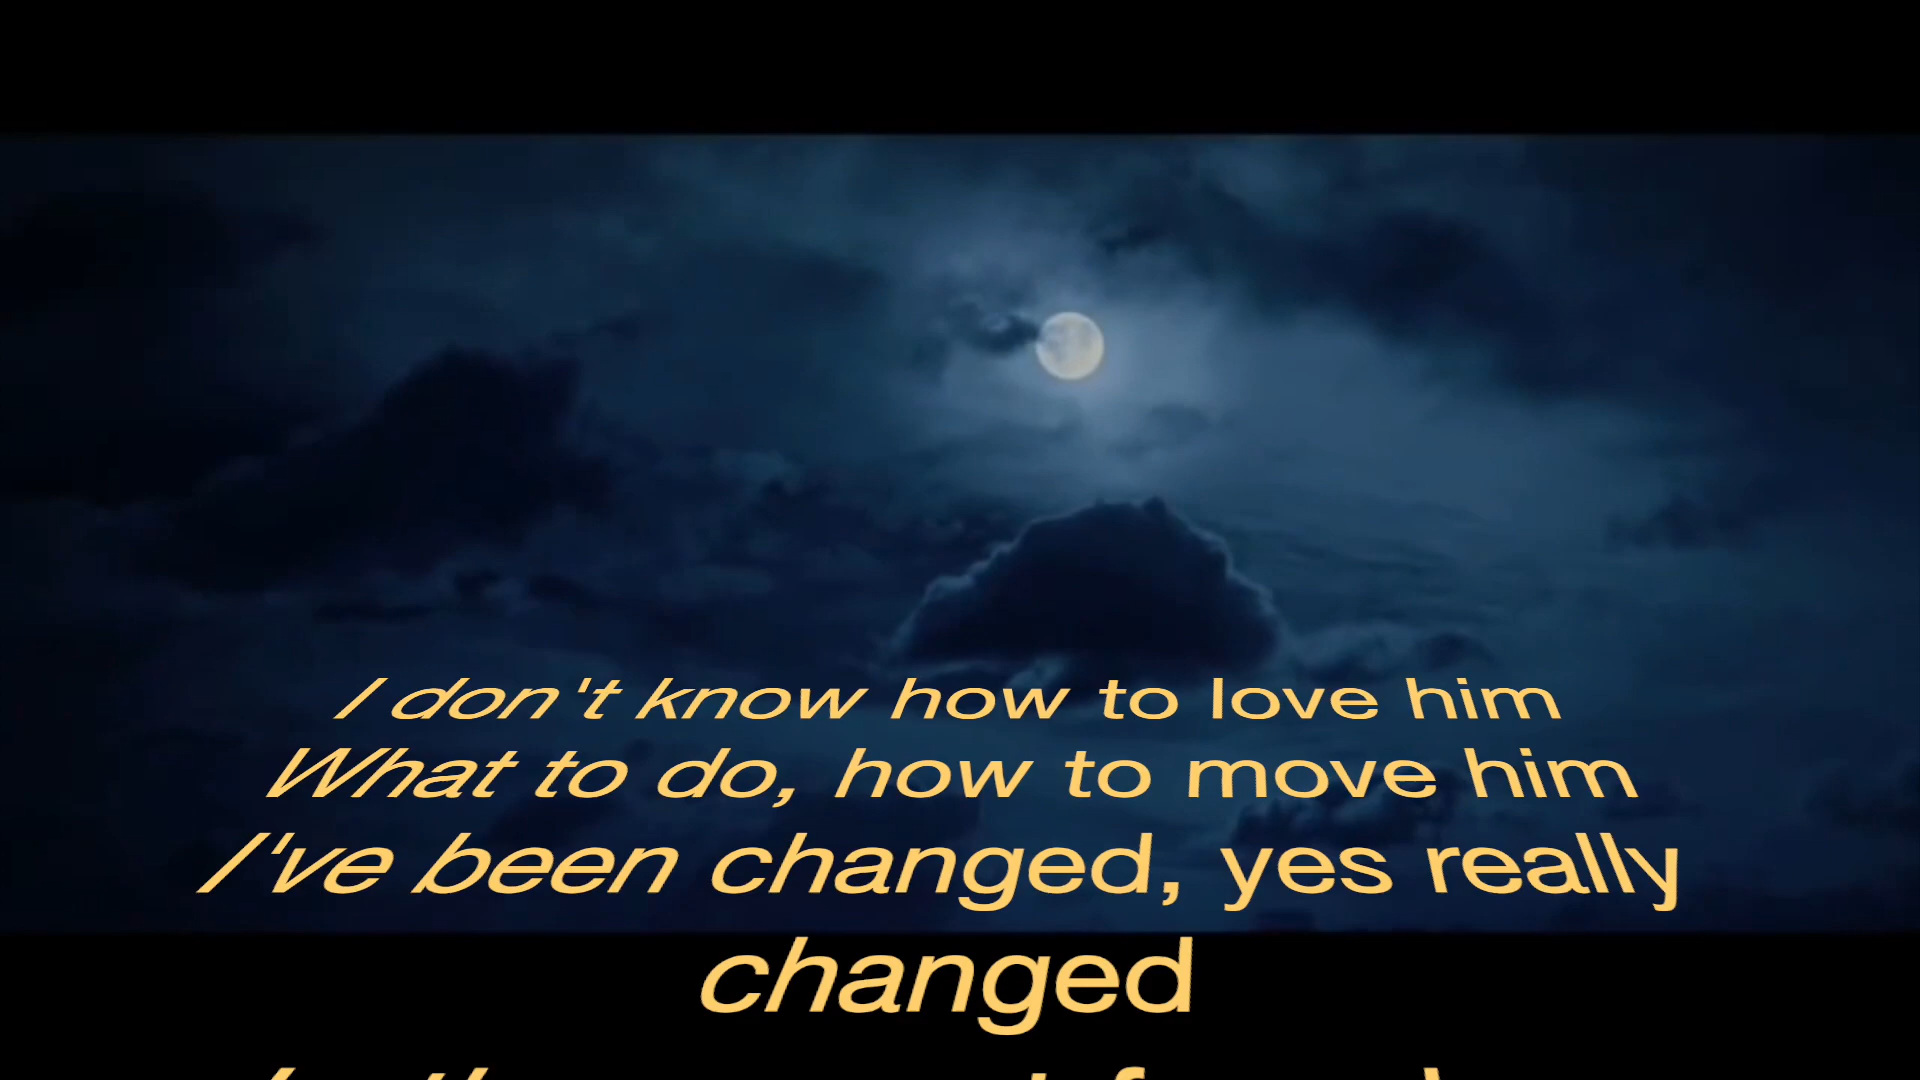 I don't know how to love him
What to do, how to move him
I've been changed, yes really
changed